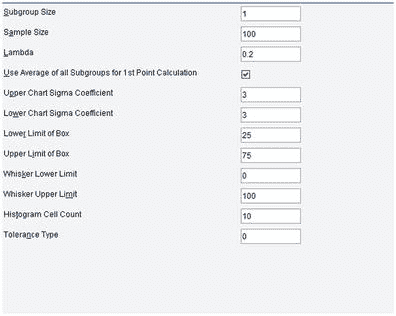 Subgroup Size 1
Sample Size 100
Lambda 0.2
Use Average of all Subgroups for 1st Point Calculation
Upper Chart Sigma Coefficient 3
Lower Chart Sigma Coefficient 3
Lower Limit of Box 25
Upper Limit of Box 75
Whisker Lower Limit 0
Whisker Upper Limit 100
Histogram Cell Count 10
Tolerance Type 0